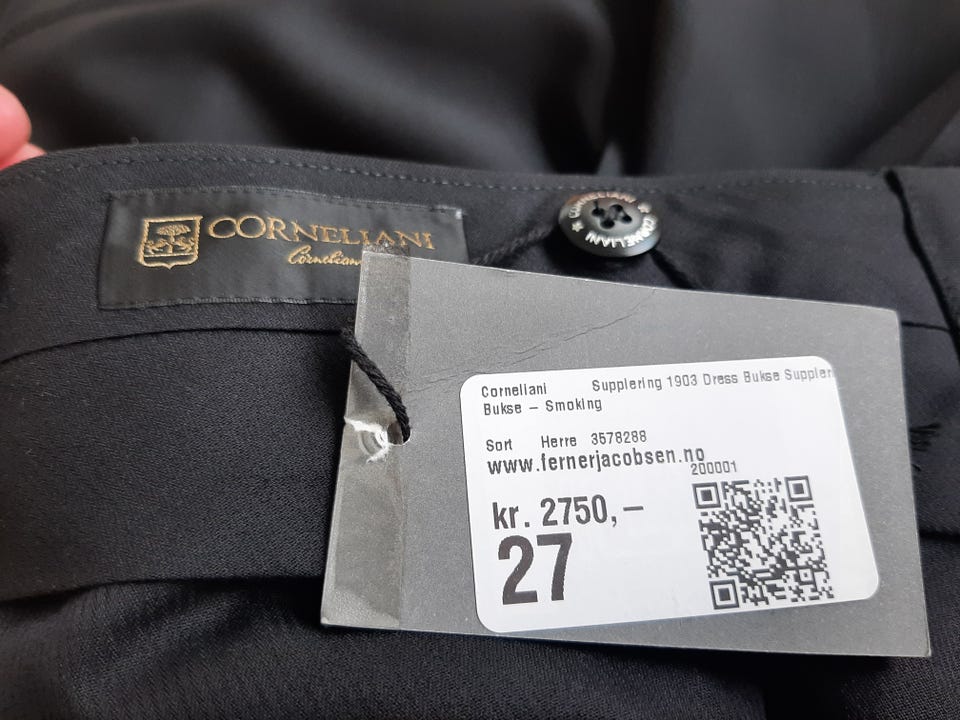 CORNELIANI
Cornelian
CORNELIANI ★ CORNELIANI ★
Corneliani Supplering 1903 Dress Bukse Suppler
Bukse – Smoking
Sort Herre 3578288
www.fernerjacobsen.no
200001
kr. 2750,–
27